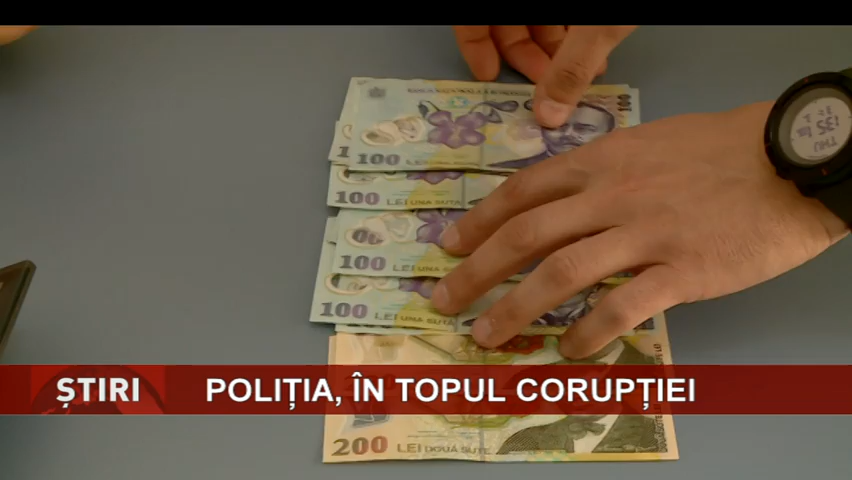 100
100 LEI
100 LEI UNA SUTĂ
100 LEI UNA
100 LEI UNA SUTĂ
ȘTIRI POLIȚIA, ÎN TOPUL CORUPȚIEI
200 LEI DOUĂ SUTE